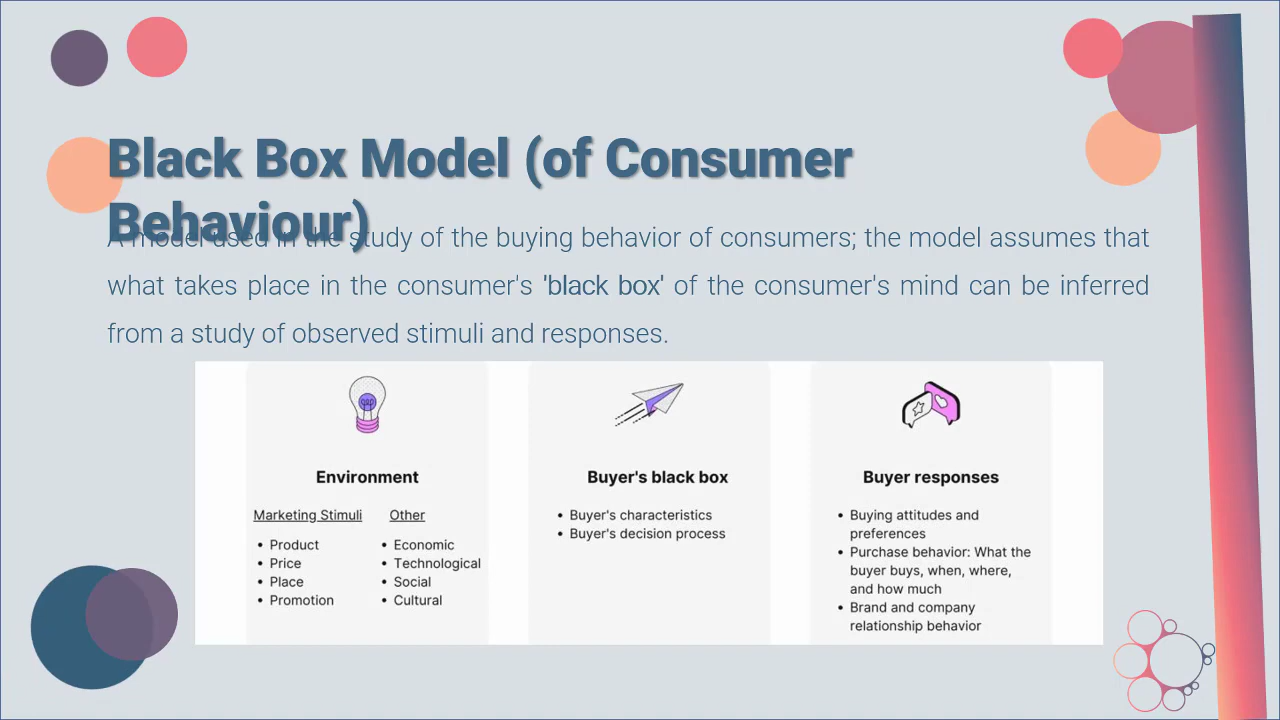 Black Box Model (of Consumer
Behaviour)
A model used in the study of the buying behavior of consumers; the model assumes that
what takes place in the consumer's 'black box' of the consumer's mind can be inferred
from a study of observed stimuli and responses.
Environment
Marketing Stimuli
• Product
• Price
• Place
• Promotion
Other
• Economic
• Technological
• Social
• Cultural
Buyer's black box
• Buyer's characteristics
• Buyer's decision process
Buyer responses
• Buying attitudes and
preferences
• Purchase behavior: What the
buyer buys, when, where,
and how much
• Brand and company
relationship behavior